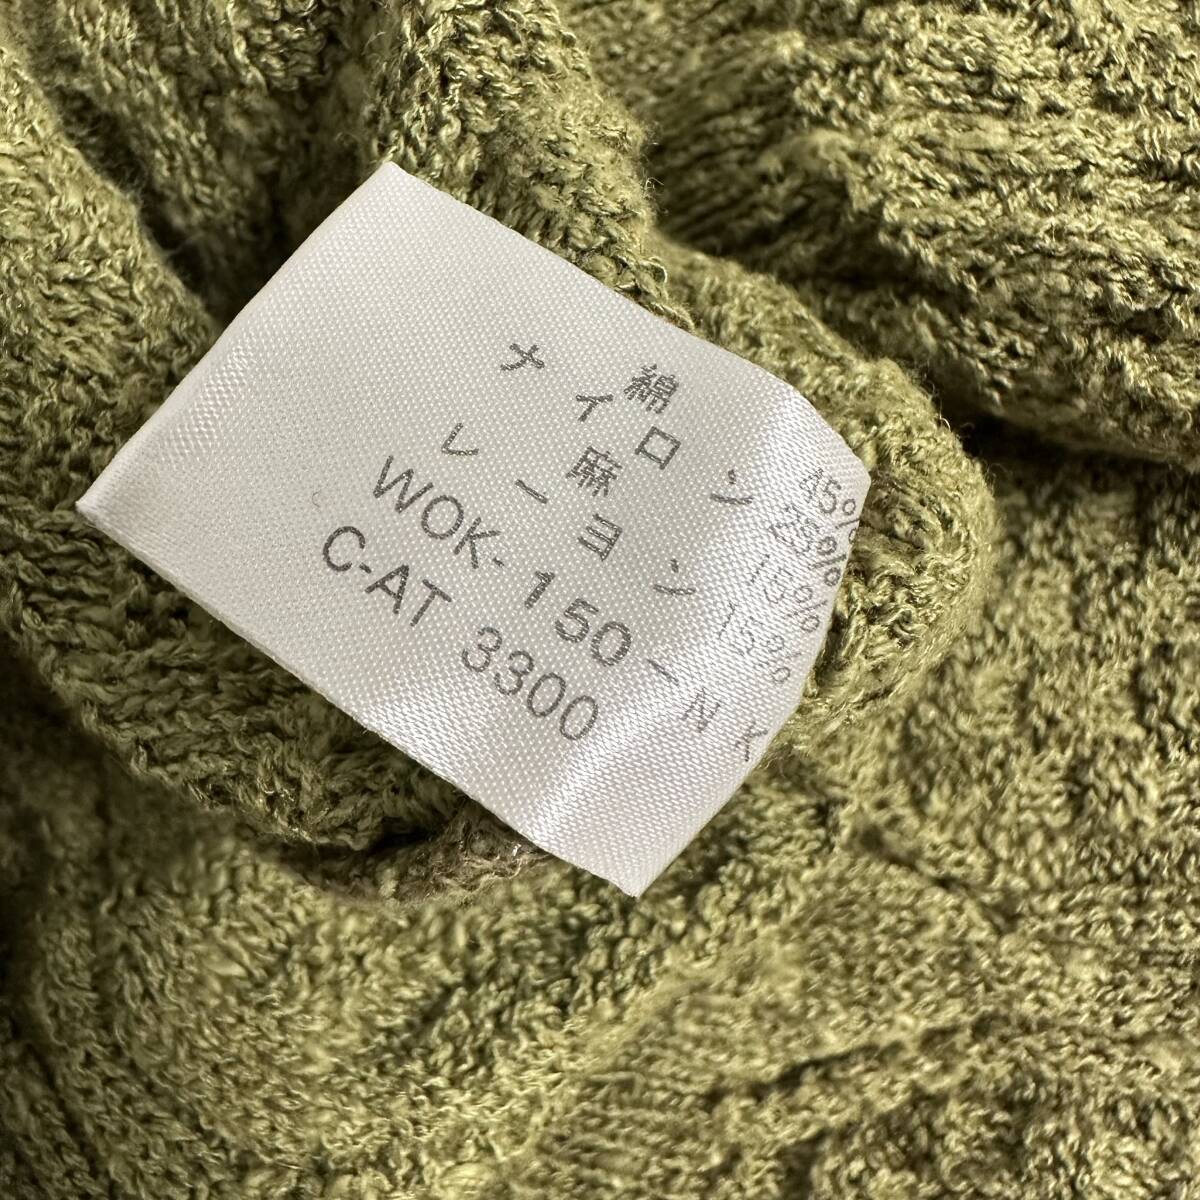 綿 45%
ナイロン 25%
麻 15%
レーヨン 15%
WOK-150-NK
C-AT 3300